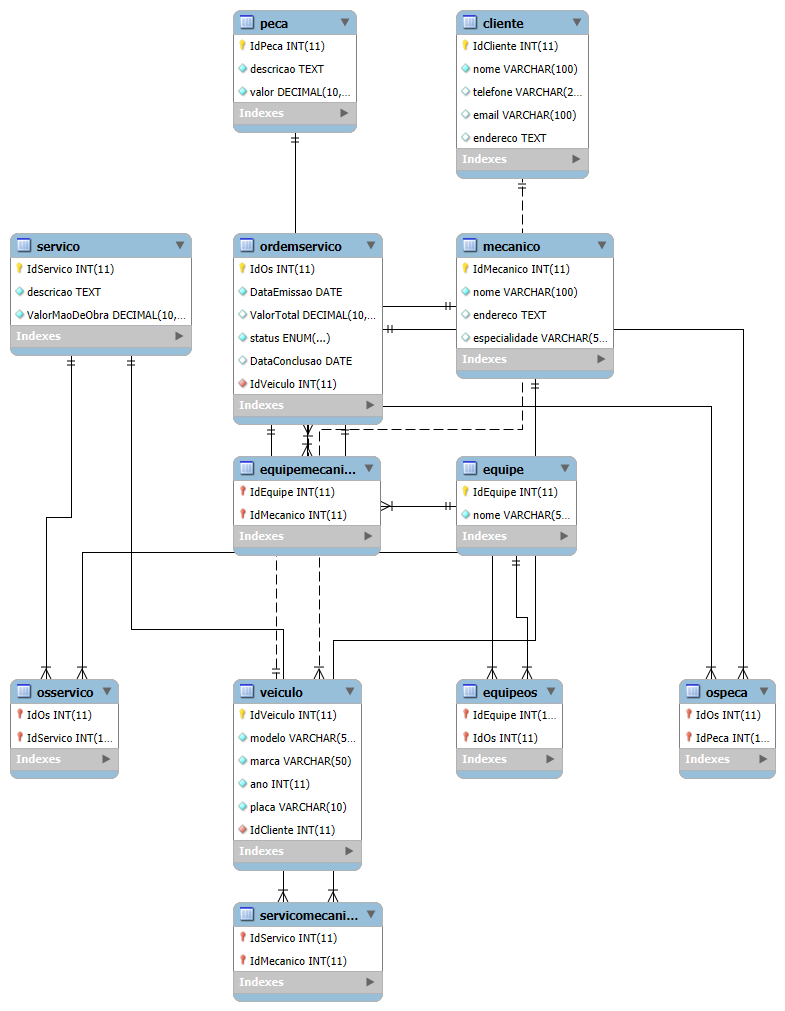 peca
IdPeca INT(11)
descricao TEXT
valor DECIMAL(10,...
Indexes
cliente
IdCliente INT(11)
nome VARCHAR(100)
telefone VARCHAR(2...
email VARCHAR(100)
endereco TEXT
Indexes
servico
IdServico INT(11)
descricao TEXT
ValorMaoDeObra DECIMAL(10,...
Indexes
ordemservico
IdOs INT(11)
DataEmissao DATE
ValorTotal DECIMAL(10,...
status ENUM(...)
DataConclusao DATE
IdVeiculo INT(11)
Indexes
mecanico
IdMecanico INT(11)
nome VARCHAR(100)
endereco TEXT
especialidade VARCHAR(5...
Indexes
equipemecani...
IdEquipe INT(11)
IdMecanico INT(11)
Indexes
equipe
IdEquipe INT(11)
nome VARCHAR(5...
Indexes
osservico
IdOs INT(11)
IdServico INT(1...
Indexes
veiculo
IdVeiculo INT(11)
modelo VARCHAR(5...
marca VARCHAR(50)
ano INT(11)
placa VARCHAR(10)
IdCliente INT(11)
Indexes
equipeos
IdEquipe INT(1...
IdOs INT(11)
Indexes
ospeca
IdOs INT(11)
IdPeca INT(1...
Indexes
servicomecani...
IdServico INT(11)
IdMecanico INT(11)
Indexes